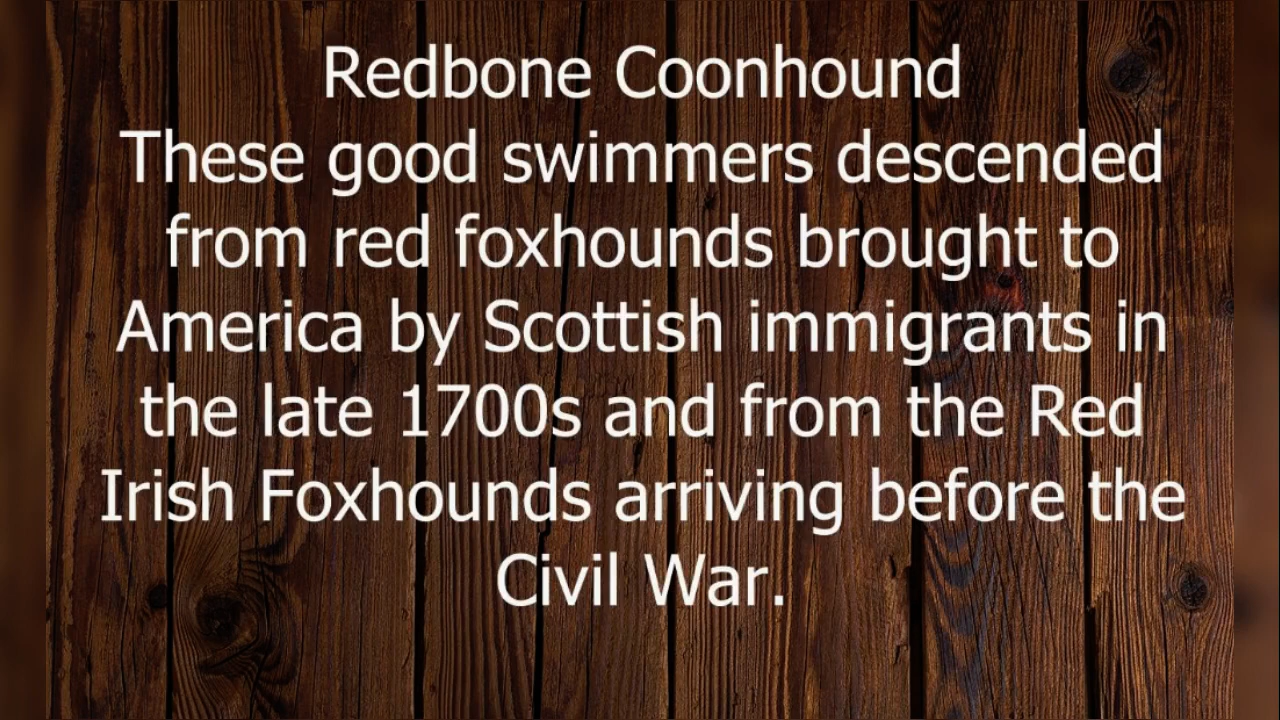 Redbone Coonhound
These good swimmers descended
from red foxhounds brought to
America by Scottish immigrants in
the late 1700s and from the Red
Irish Foxhounds arriving before the
Civil War.